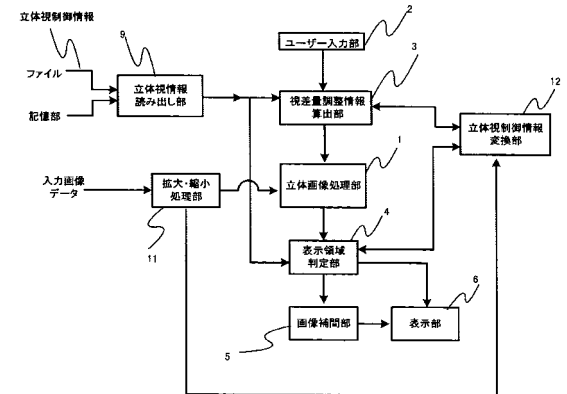 立体視制御情報
2
ユーザー入力部
9
3
ファイル
立体視情報
読み出し部
視差量調整情報
算出部
12
記憶部
立体視制御情報
変換部
1
入力画像
データ
拡大・縮小
処理部
立体画像処理部
11
4
表示領域
判定部
6
画像補間部
表示部
5